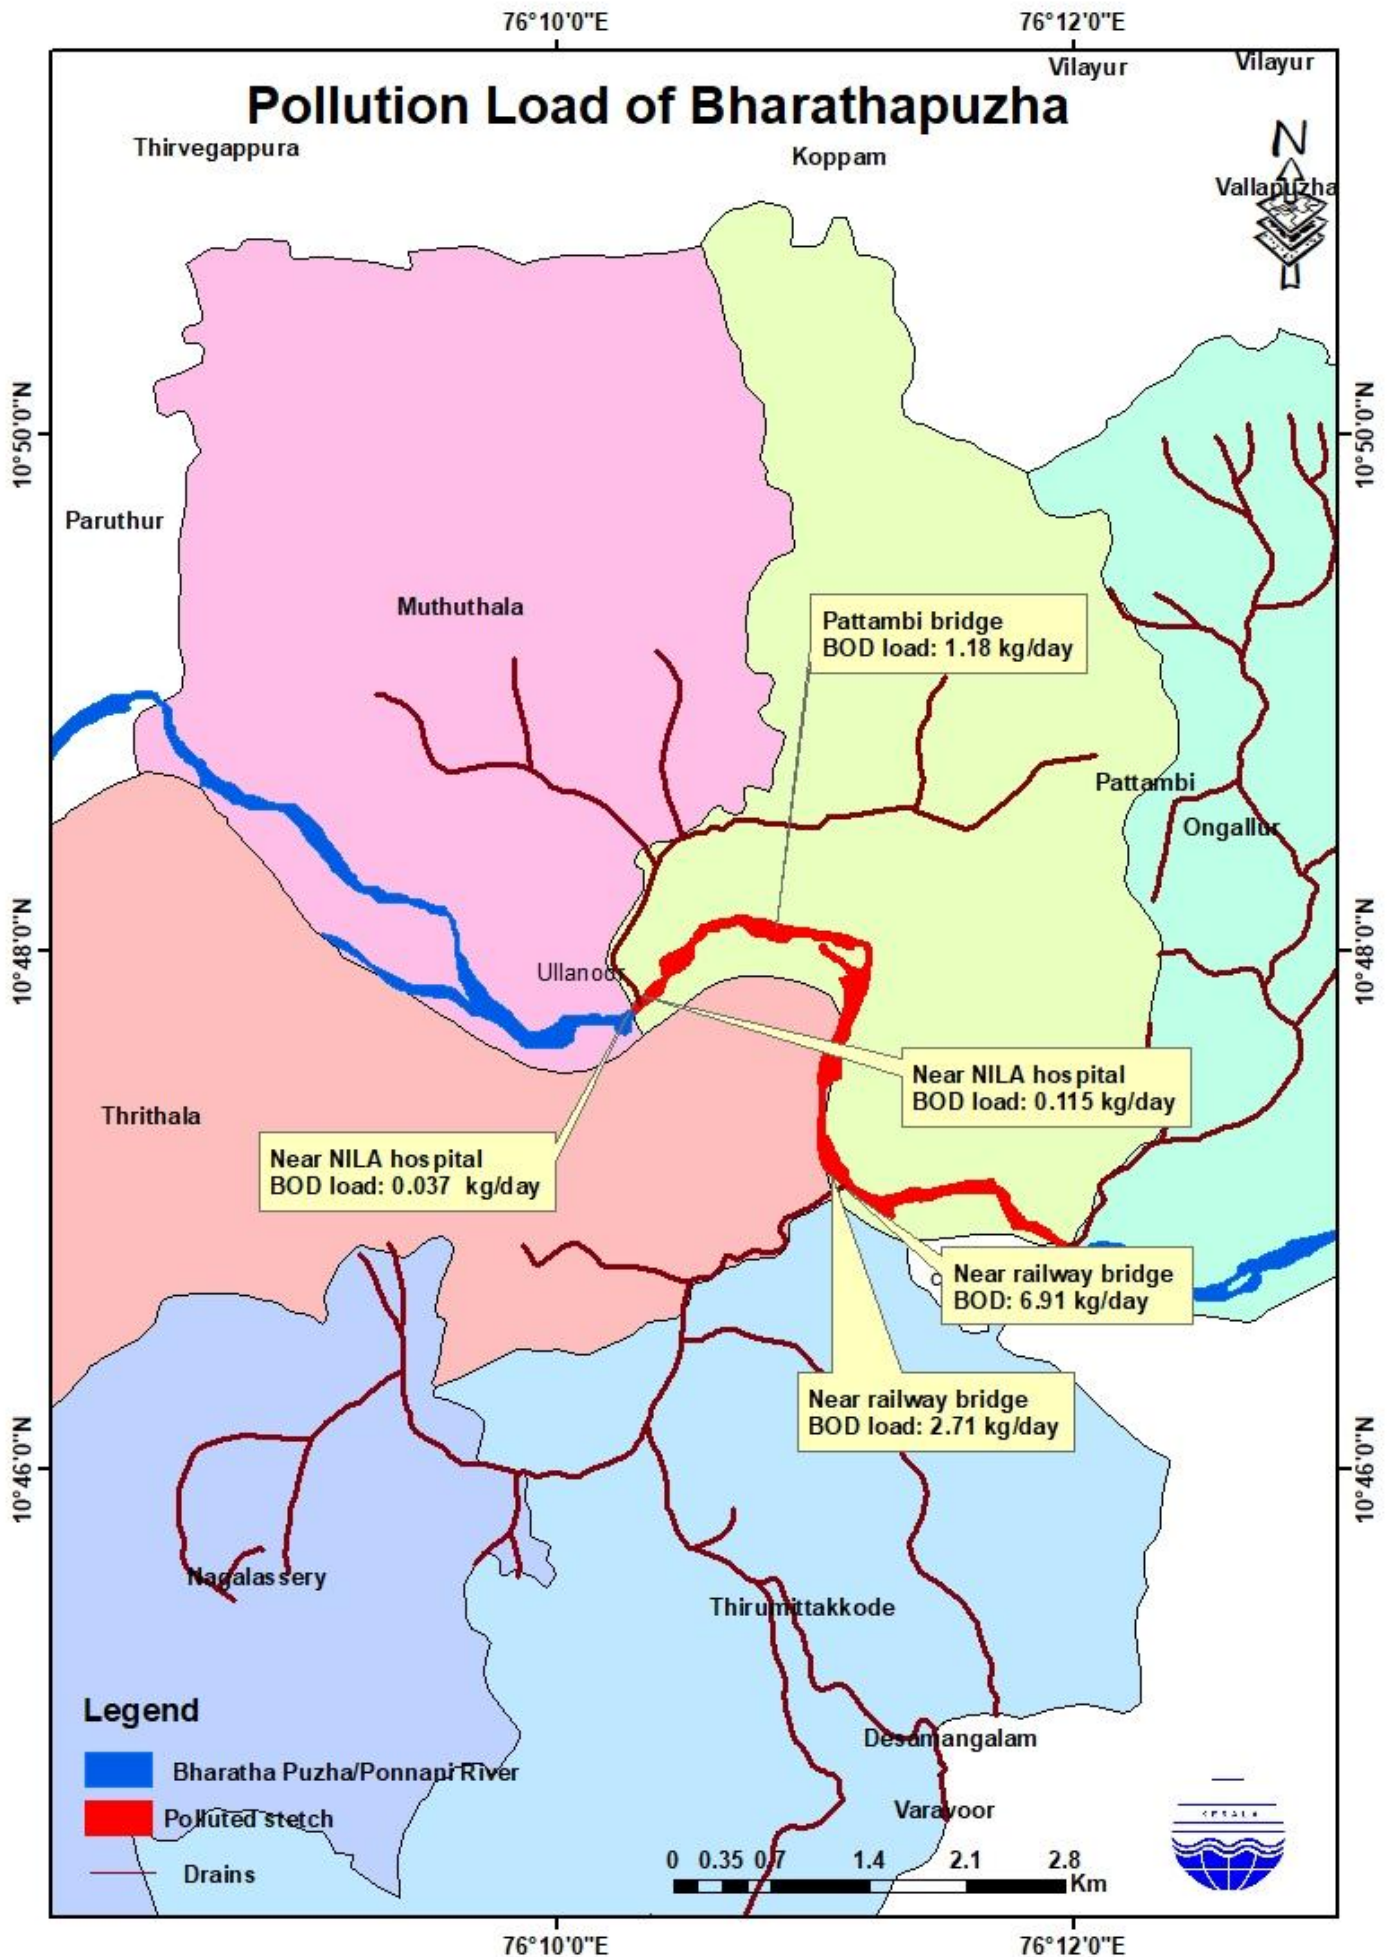 76°10'0"E
76°12'0"E
Vilayur
Vilayur
Pollution Load of Bharathapuzha
Thirvegappura
Koppam
N
Vallapuzha
10°50'0"N
10°50'0"N
Paruthur
Muthuthala
Pattambi bridge
BOD load: 1.18 kg/day
Pattambi
Ongallur
10°48'0"N
10°48'0"N
Ullanoor
Near NILA hospital
BOD load: 0.115 kg/day
Thrithala
Near NILA hospital
BOD load: 0.037 kg/day
Near railway bridge
BOD: 6.91 kg/day
Near railway bridge
BOD load: 2.71 kg/day
10°46'0"N
10°46'0"N
Nagalassery
Thirumittakkode
Legend
Desamangalam
Bharatha Puzha/Ponnani River
Varavoor
Polluted stetch
Drains
0 0.35 0.7 1.4 2.1 2.8
Km
KERALA
76°10'0"E
76°12'0"E